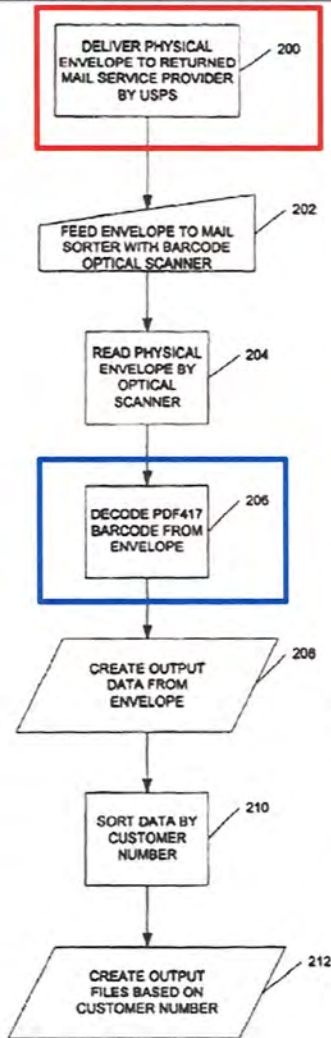 DELIVER PHYSICAL
ENVELOPE TO RETURNED
MAIL SERVICE PROVIDER
BY USPS
200
FEED ENVELOPE TO MAIL
SORTER WITH BARCODE
OPTICAL SCANNER
202
READ PHYSICAL
ENVELOPE BY
OPTICAL
SCANNER
204
DECODE PDF417
BARCODE FROM
ENVELOPE
206
CREATE OUTPUT
DATA FROM
ENVELOPE
208
SORT DATA BY
CUSTOMER
NUMBER
210
CREATE OUTPUT
FILES BASED ON
CUSTOMER NUMBER
212